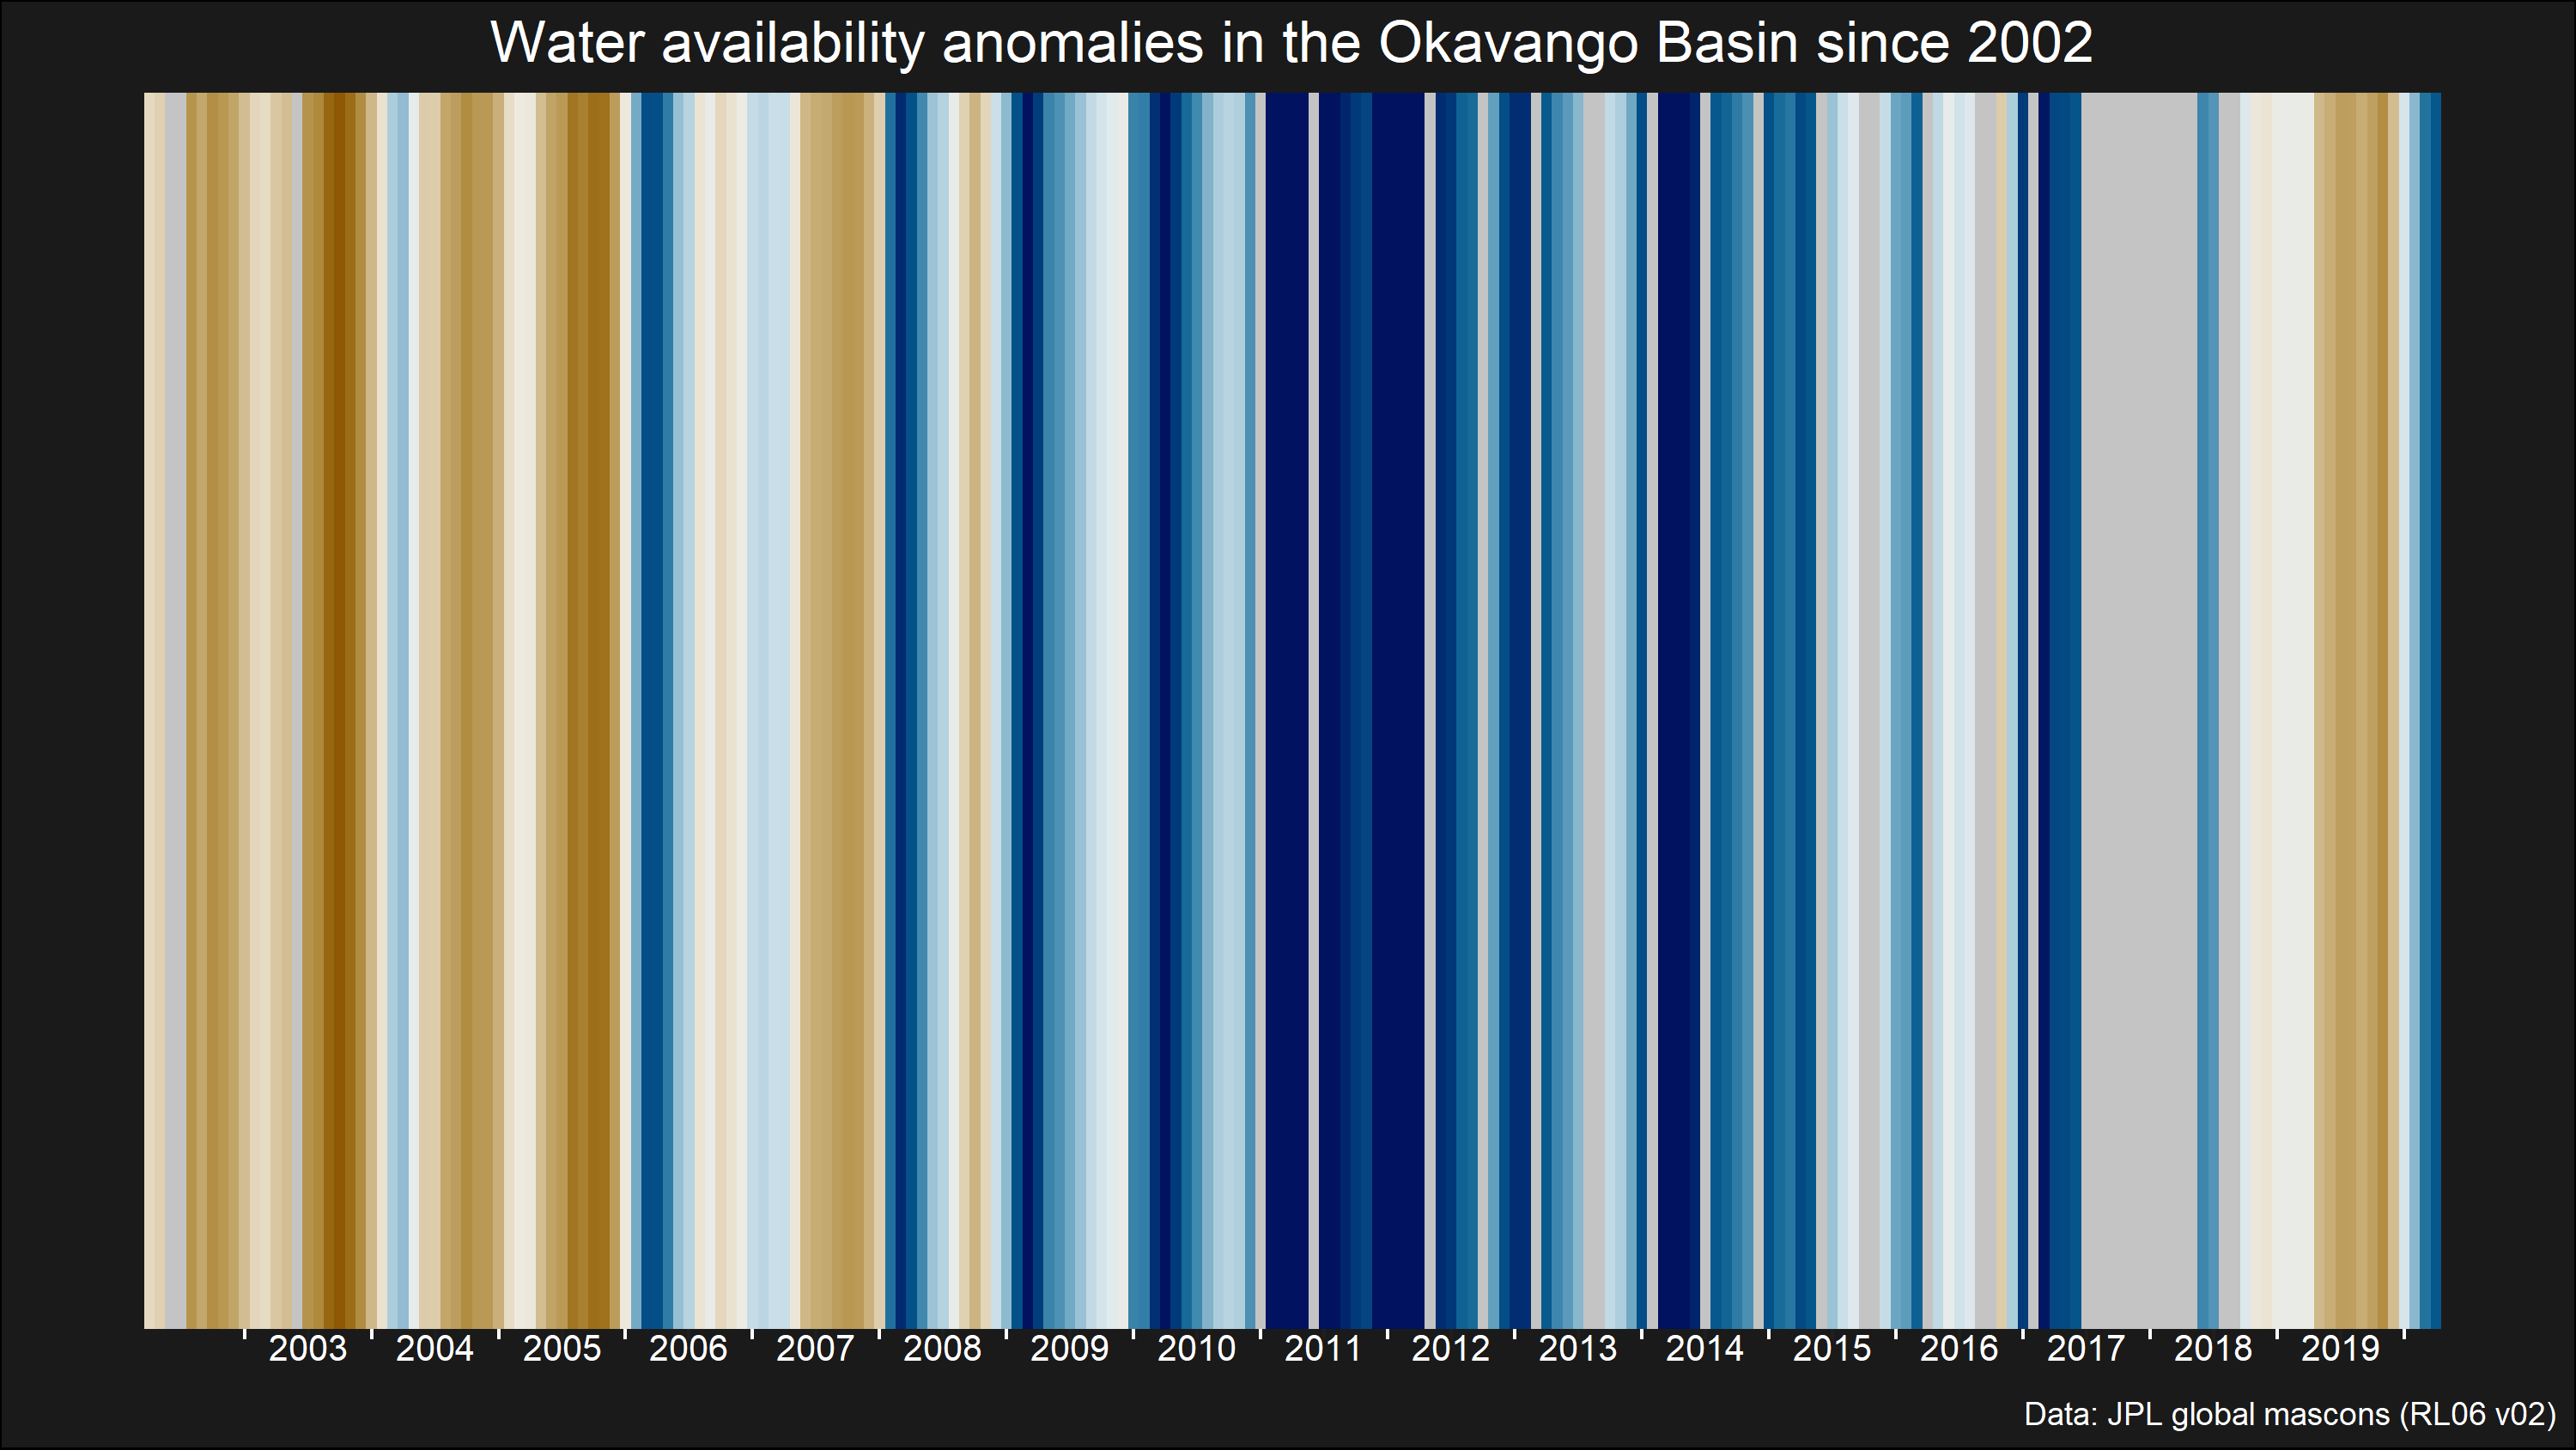 Water availability anomalies in the Okavango Basin since 2002
2003 2004 2005 2006 2007 2008 2009 2010 2011 2012 2013 2014 2015 2016 2017 2018 2019
Data: JPL global mascons (RL06 v02)